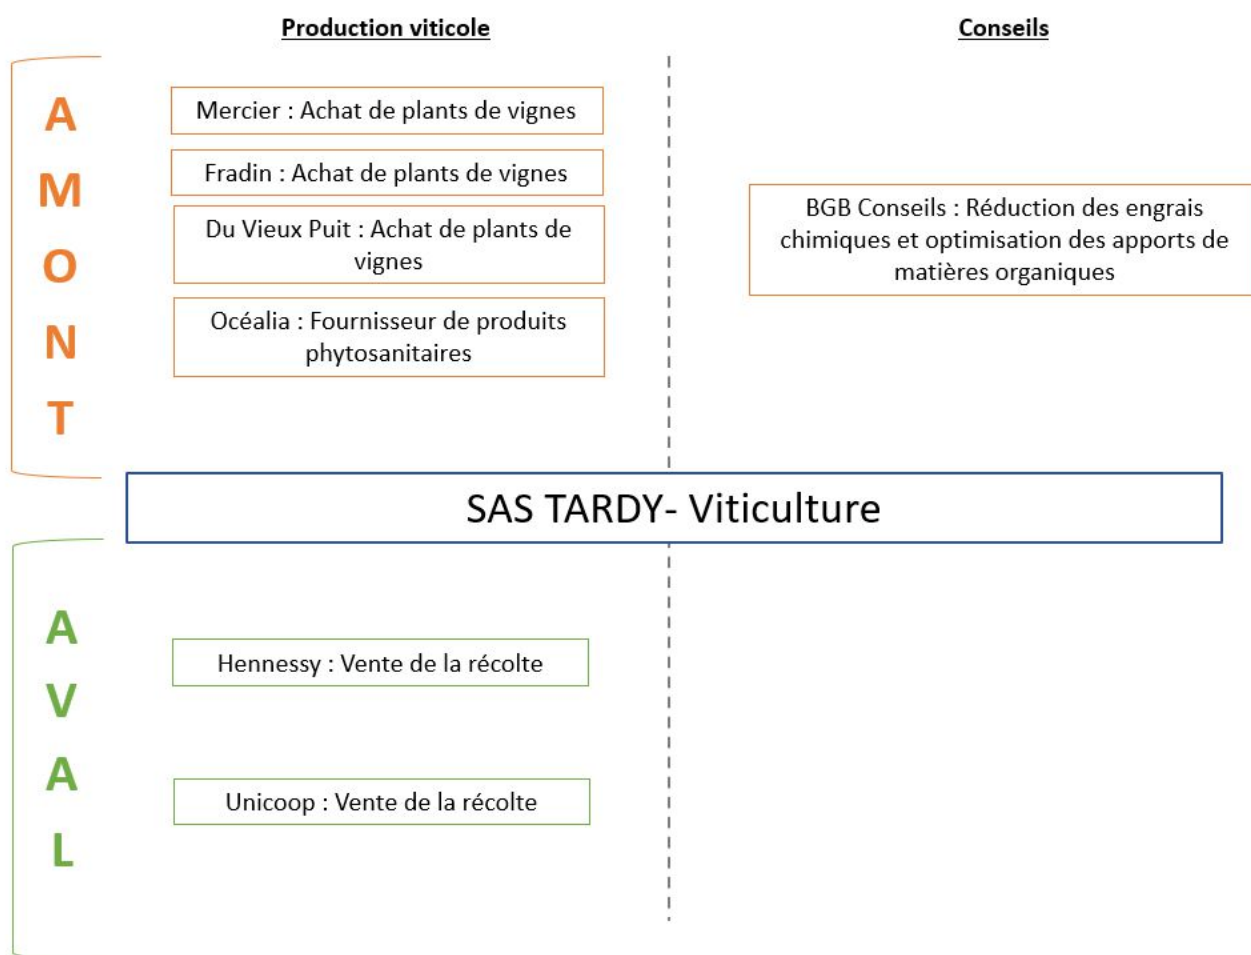 Production viticole
Conseils
AMONT
Mercier : Achat de plants de vignes
Fradin : Achat de plants de vignes
Du Vieux Puit : Achat de plants de
vignes
Océalia : Fournisseur de produits
phytosanitaires
BGB Conseils : Réduction des engrais
chimiques et optimisation des apports de
matières organiques
SAS TARDY- Viticulture
AVAL
Hennessy : Vente de la récolte
Unicoop : Vente de la récolte